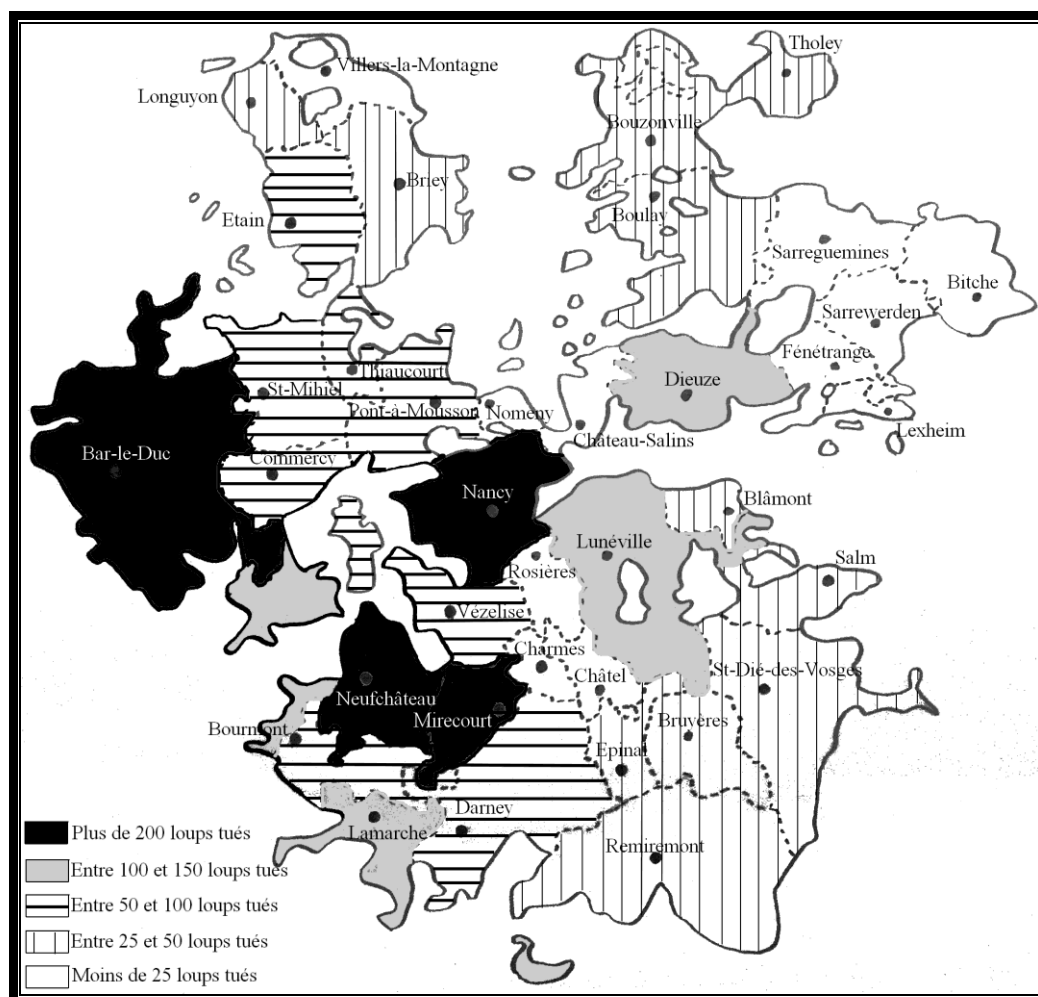 Tholey
Villers-la-Montagne
Longuyon
Bouzonville
Briey
Etain
Boulay
Sarreguemines
Bitche
Sarrewerden
Fénétrange
Thiaucourt
Dieuze
St-Mihiel
Pont-à-Mousson
Nomeny
Lexheim
Château-Salins
Bar-le-Duc
Commercy
Nancy
Blâmont
Lunéville
Salm
Rosières
Vézelise
Charmes
Châtel
St-Dié-des-Vosges
Neufchâteau
Mirecourt
Bruyères
Bourmont
Epinal
Darney
Lamarche
Remiremont
Plus de 200 loups tués
Entre 100 et 150 loups tués
Entre 50 et 100 loups tués
Entre 25 et 50 loups tués
Moins de 25 loups tués